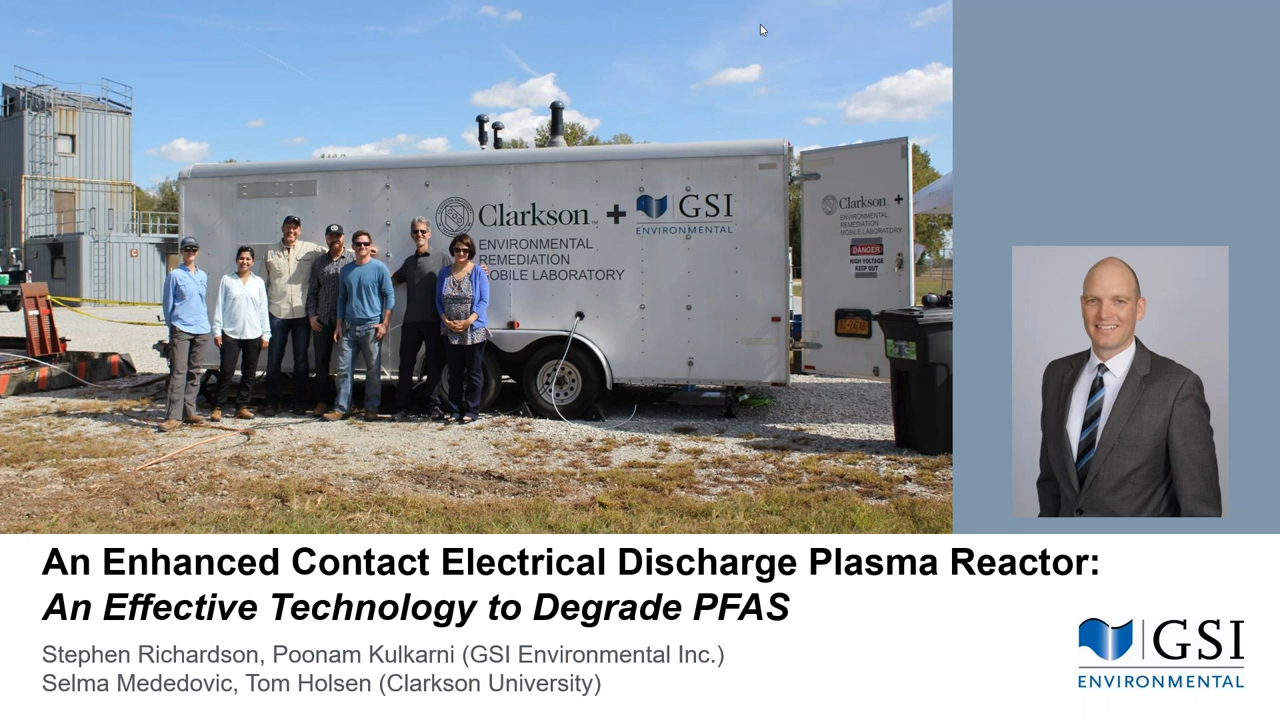 Clarkson
+
GSI
ENVIRONMENTAL
ENVIRONMENTAL
REMEDIATION
MOBILE LABORATORY
Clarkson
+
ENVIRONMENTAL
REMEDIATION
MOBILE LABORATORY
DANGER
HIGH VOLTAGE
KEEP OUT
An Enhanced Contact Electrical Discharge Plasma Reactor:
An Effective Technology to Degrade PFAS
Stephen Richardson, Poonam Kulkarni (GSI Environmental Inc.)
Selma Mededovic, Tom Holsen (Clarkson University)
GSI
ENVIRONMENTAL